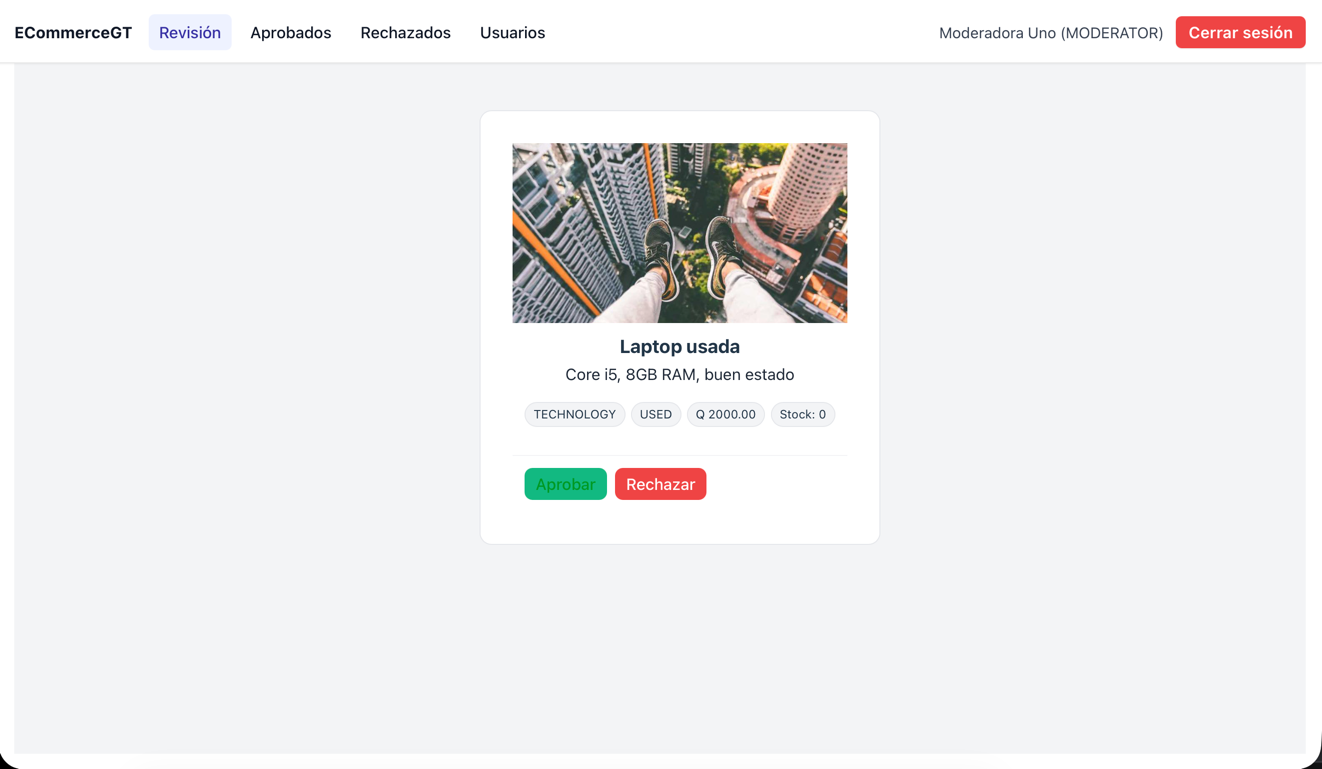 ECommerceGT Revisión Aprobados Rechazados Usuarios Moderadora Uno (MODERATOR) Cerrar sesión
Laptop usada
Core i5, 8GB RAM, buen estado
TECHNOLOGY USED Q 2000.00 Stock: 0
Aprobar Rechazar